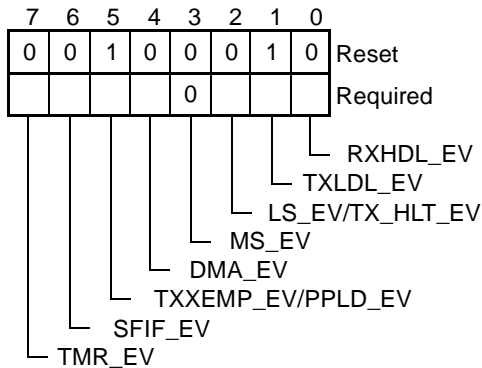 7 6 5 4 3 2 1 0
0 0 1 0 0 0 1 0 Reset
0 Required
RXHDL_EV
TXLDL_EV
LS_EV/TX_HLT_EV
MS_EV
DMA_EV
TXXEMP_EV/PPLD_EV
SFIF_EV
TMR_EV